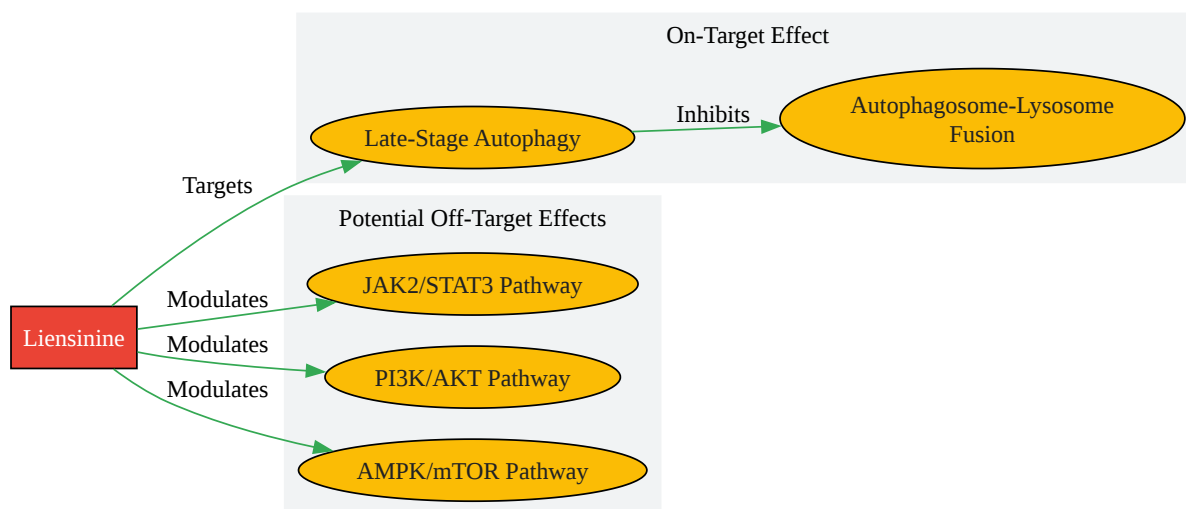 On-Target Effect
Late-Stage Autophagy
Inhibits
Autophagosome-Lysosome
Fusion
Targets
Potential Off-Target Effects
JAK2/STAT3 Pathway
Modulates
Liensinine
Modulates
PI3K/AKT Pathway
Modulates
AMPK/mTOR Pathway